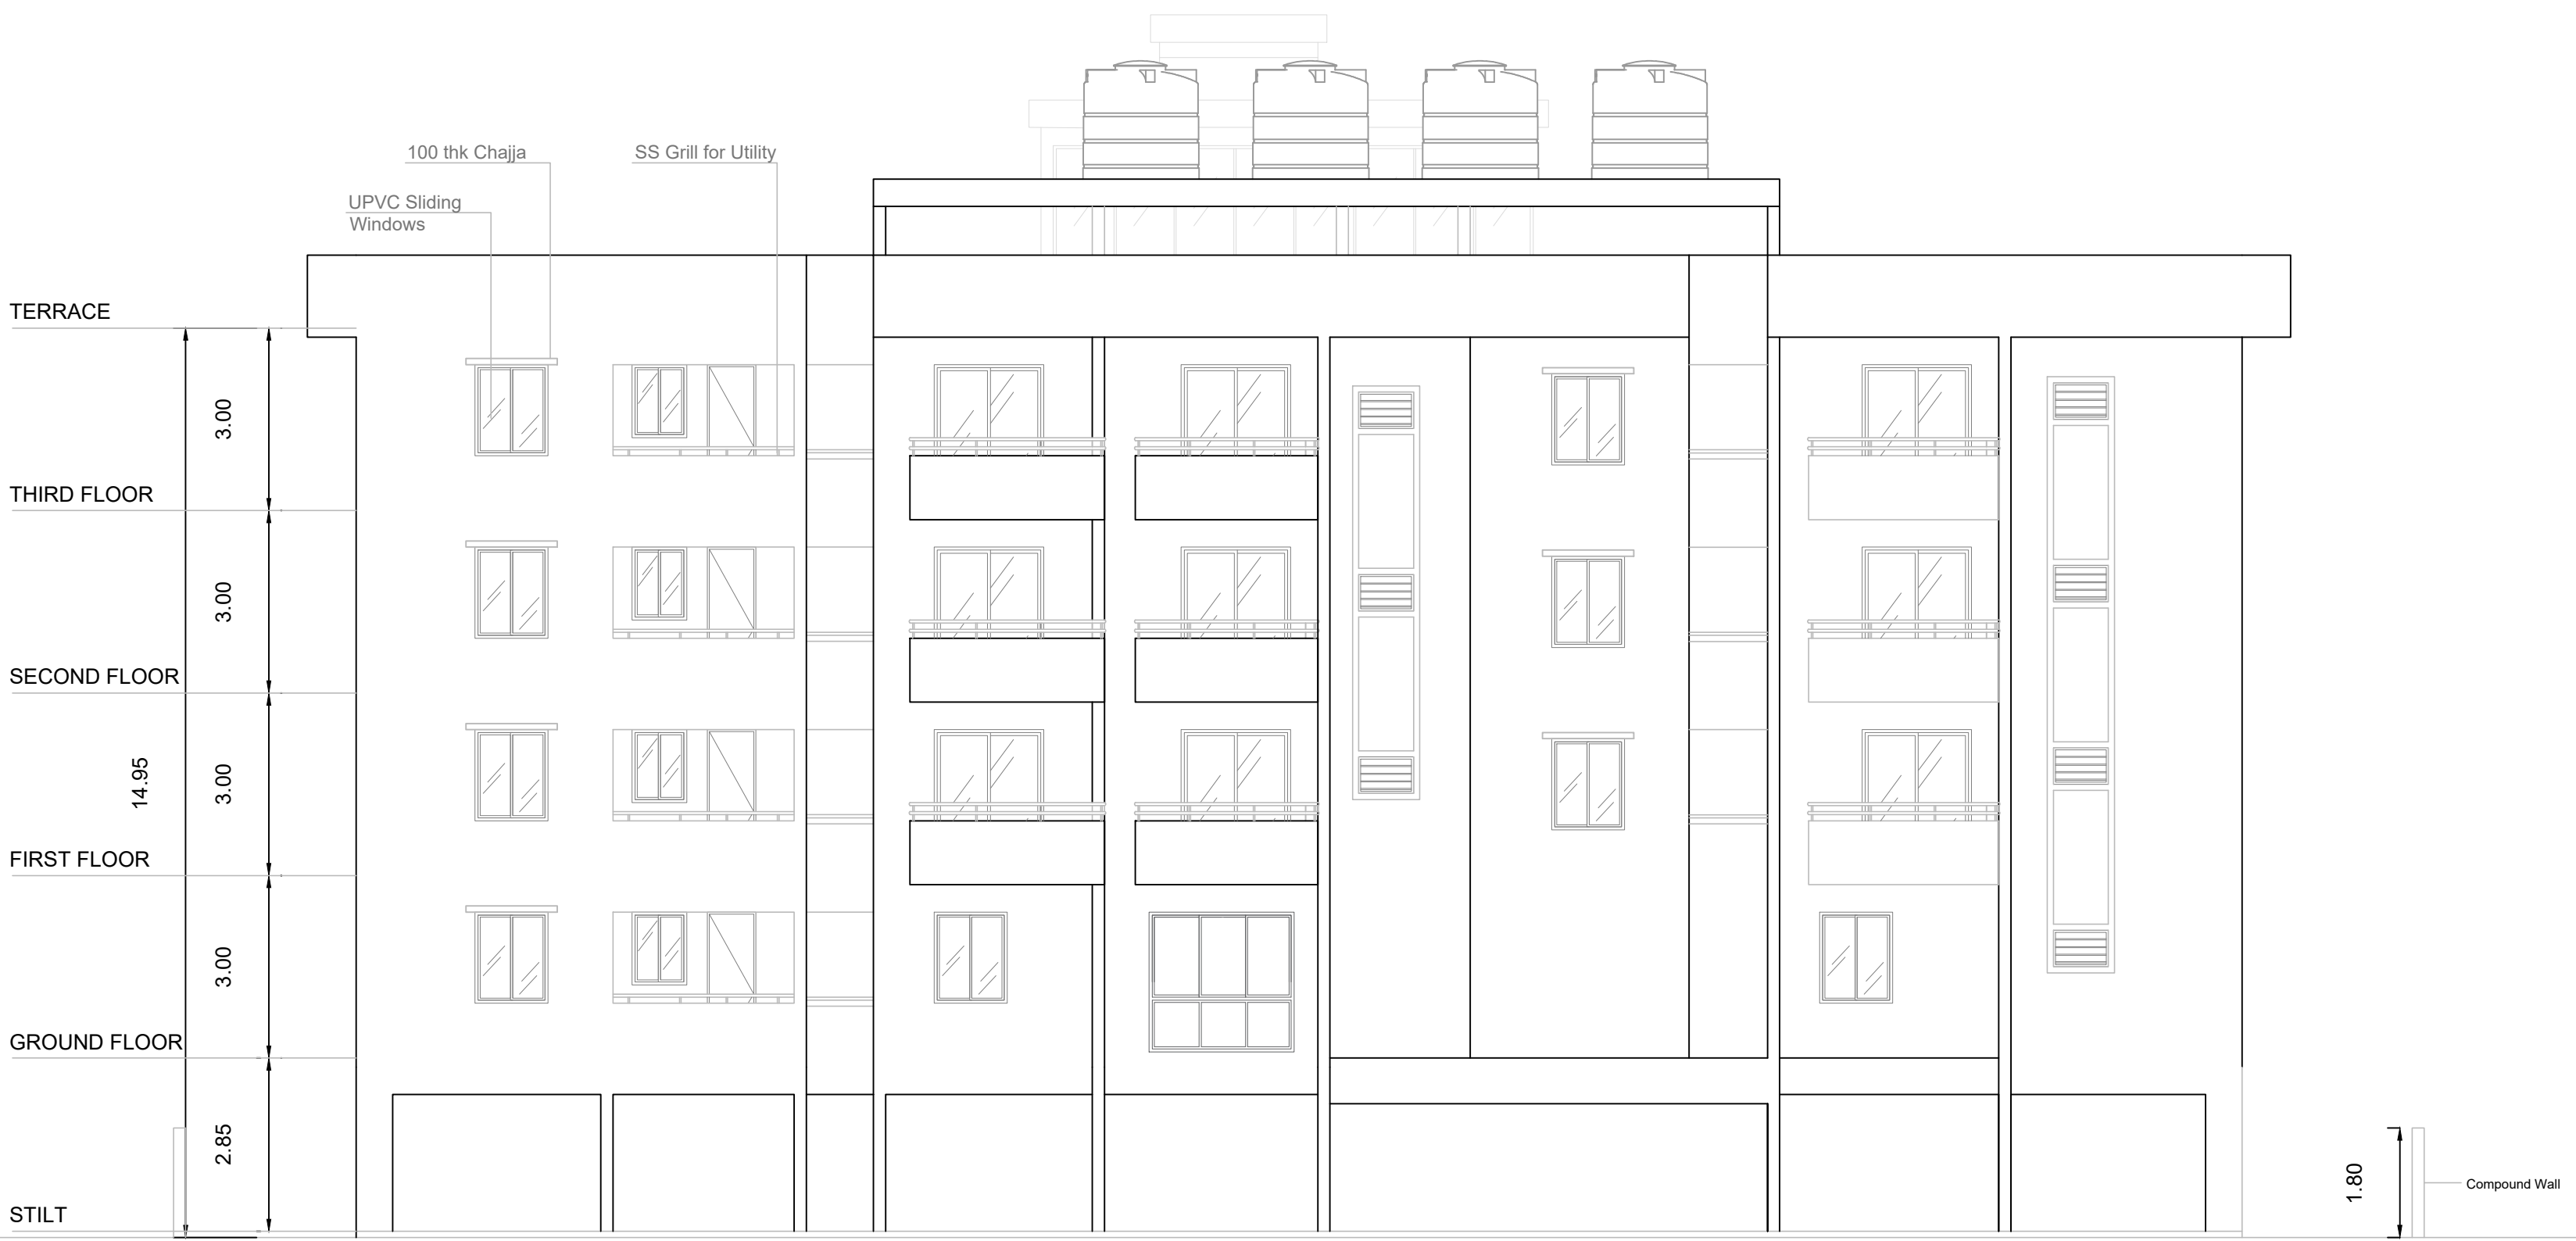 100 thk Chajja
SS Grill for Utility
UPVC Sliding
Windows
TERRACE
3.00
THIRD FLOOR
3.00
SECOND FLOOR
14.95
3.00
FIRST FLOOR
3.00
GROUND FLOOR
2.85
STILT
1.80
Compound Wall